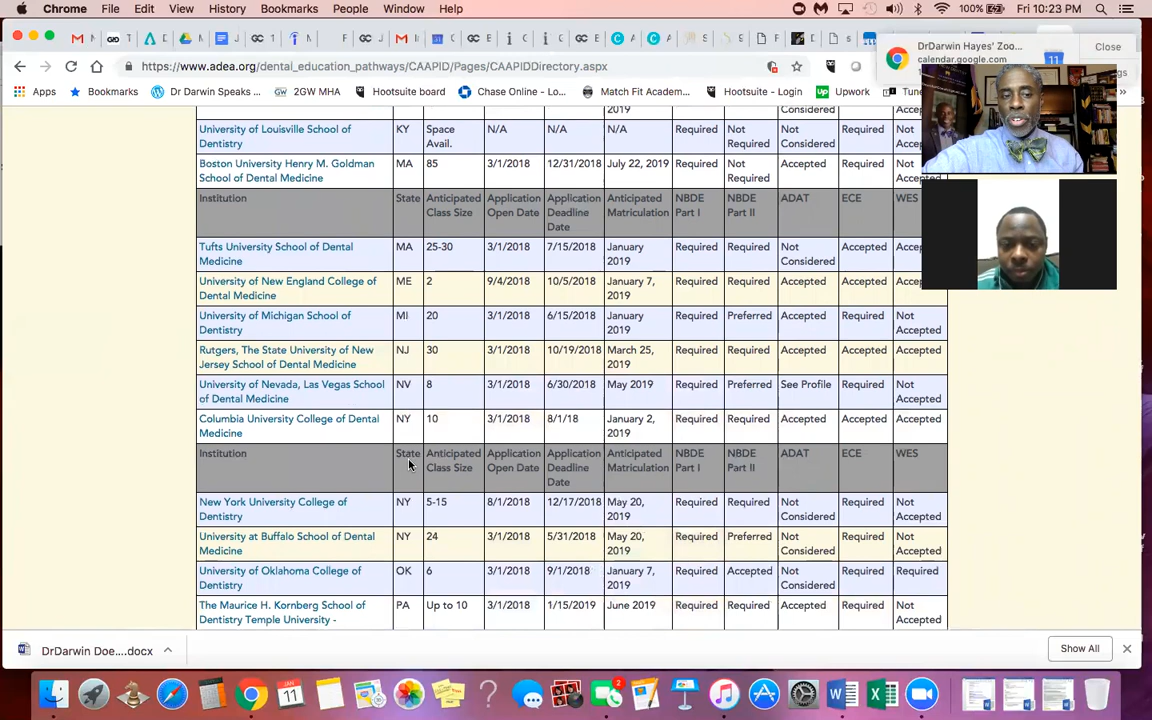 Chrome File Edit View History Bookmarks People Window Help 100% Fri 10:23 PM
https://www.adea.org/dental_education_pathways/CAAPID/Pages/CAAPIDDirectory.aspx
DrDarwin Hayes' Zoo...
calendar.google.com
Close
11
Apps Bookmarks Dr Darwin Speaks... 2GW MHA Hootsuite board Chase Online - Lo... Match Fit Academ... Hootsuite - Login Upwork
2019 Considered Accepted
University of Louisville School of Dentistry KY Space Avail. N/A N/A N/A Required Not Required Not Considered Required Not Accepted
Boston University Henry M. Goldman School of Dental Medicine MA 85 3/1/2018 12/31/2018 July 22, 2019 Required Not Required Accepted Required Not Accepted
Institution State Anticipated Class Size Application Open Date Application Deadline Date Anticipated Matriculation NBDE Part I NBDE Part II ADAT ECE WES
Tufts University School of Dental Medicine MA 25-30 3/1/2018 7/15/2018 January 2019 Required Required Not Considered Accepted Accepted
University of New England College of Dental Medicine ME 2 9/4/2018 10/5/2018 January 7, 2019 Required Required Accepted Accepted Accepted
University of Michigan School of Dentistry MI 20 3/1/2018 6/15/2018 January 2019 Required Preferred Accepted Required Not Accepted
Rutgers, The State University of New Jersey School of Dental Medicine NJ 30 3/1/2018 10/19/2018 March 25, 2019 Required Required Accepted Accepted Accepted
University of Nevada, Las Vegas School of Dental Medicine NV 8 3/1/2018 6/30/2018 May 2019 Required Preferred See Profile Required Not Accepted
Columbia University College of Dental Medicine NY 10 3/1/2018 8/1/18 January 2, 2019 Required Required Accepted Accepted Accepted
Institution State Anticipated Class Size Application Open Date Application Deadline Date Anticipated Matriculation NBDE Part I NBDE Part II ADAT ECE WES
New York University College of Dentistry NY 5-15 8/1/2018 12/17/2018 May 20, 2019 Required Required Not Considered Required Not Accepted
University at Buffalo School of Dental Medicine NY 24 3/1/2018 5/31/2018 May 20, 2019 Required Preferred Not Considered Required Not Accepted
University of Oklahoma College of Dentistry OK 6 3/1/2018 9/1/2018 January 7, 2019 Required Accepted Not Considered Required Required
The Maurice H. Kornberg School of Dentistry Temple University - PA Up to 10 3/1/2018 1/15/2019 June 2019 Required Required Accepted Required Not Accepted
DrDarwin Doe....docx
Show All
JAN
11
2